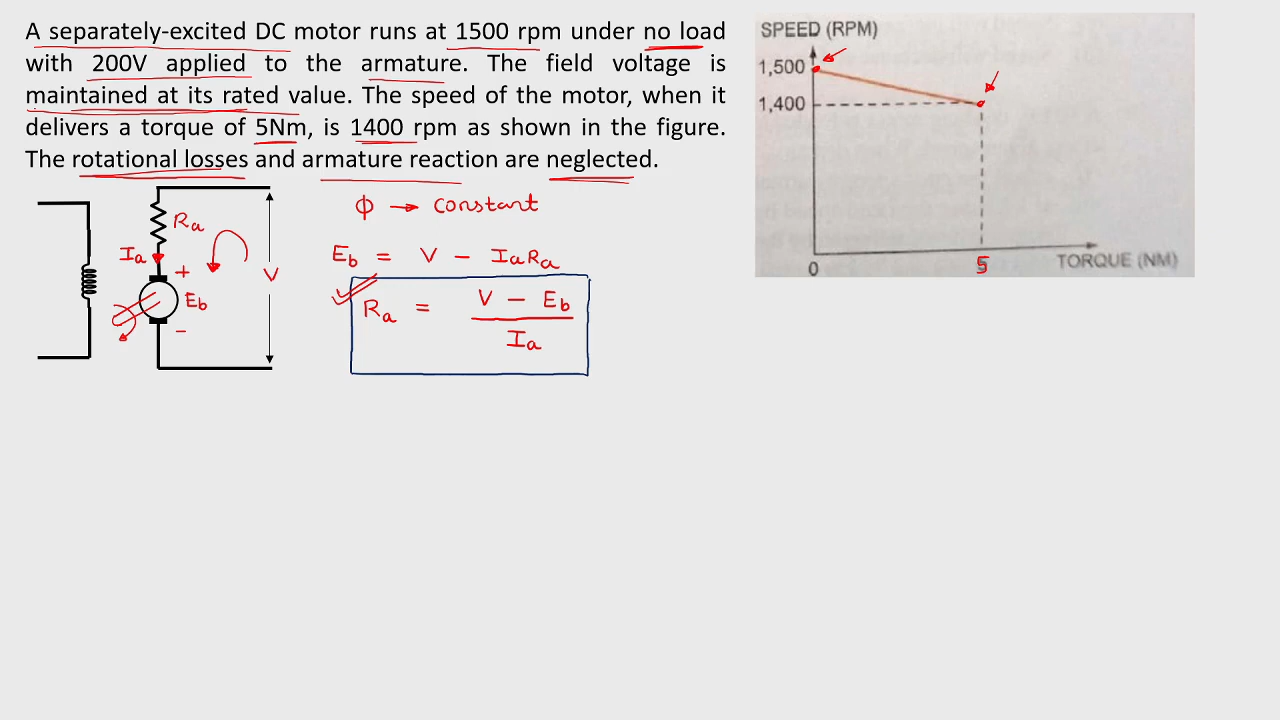 A separately-excited DC motor runs at 1500 rpm under no load
with 200V applied to the armature. The field voltage is
maintained at its rated value. The speed of the motor, when it
delivers a torque of 5Nm, is 1400 rpm as shown in the figure.
The rotational losses and armature reaction are neglected.
SPEED (RPM)
1,500
1,400
0
5
TORQUE (NM)
Ra
Ia
+
Eb
-
V
Φ → constant
Eb = V - IaRa
Ra = V - Eb
Ia